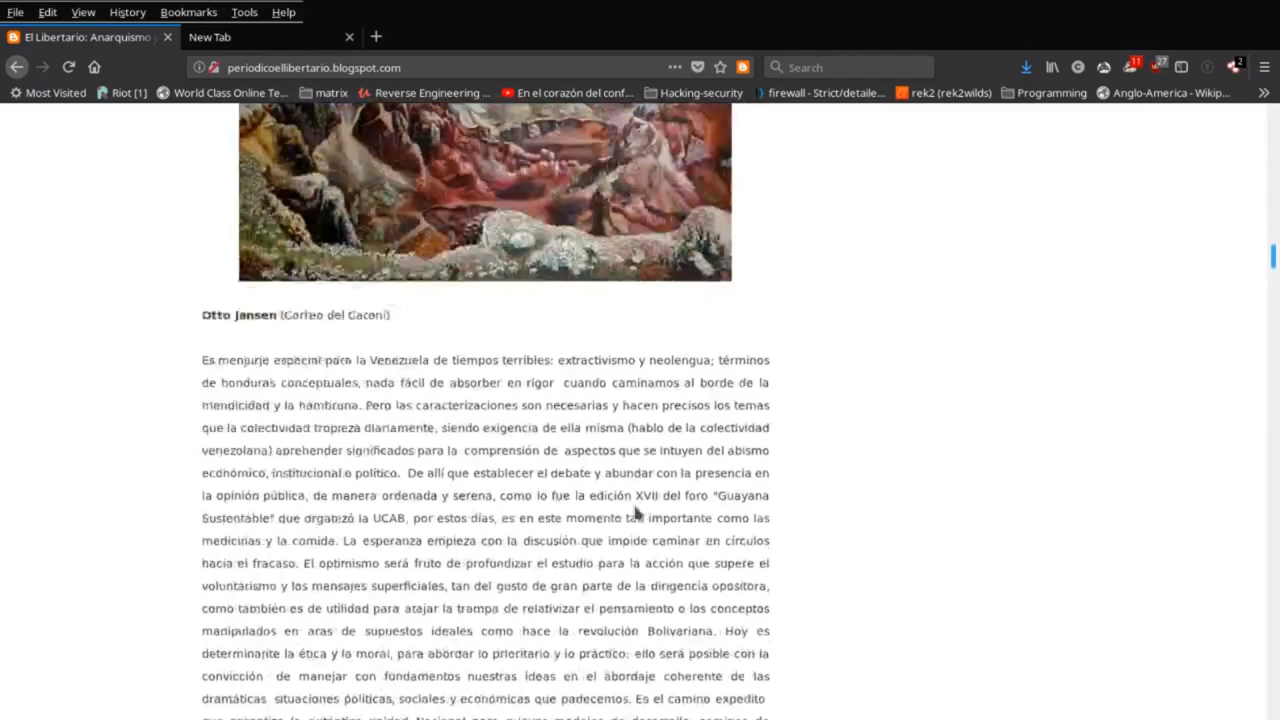 File Edit View History Bookmarks Tools Help
El Libertario: Anarquismo y
New Tab
periodicoellibertario.blogspot.com
Search
11
27
2
Most Visited
Riot [1]
World Class Online Te...
matrix
Reverse Engineering ...
En el corazón del conf...
Hacking-security
firewall - Strict/detaile...
rek2 (rek2wilds)
Programming
Anglo-America - Wikip...
Otto Jansen (Correo del Caroní)
Es menjurje especial para la Venezuela de tiempos terribles: extractivismo y neolengua; términos
de honduras conceptuales, nada fácil de absorber en rigor cuando caminamos al borde de la
mendicidad y la hambruna. Pero las caracterizaciones son necesarias y hacen precisos los temas
que la colectividad tropieza diariamente, siendo exigencia de ella misma (hablo de la colectividad
venezolana) aprehender significados para la comprensión de aspectos que se intuyen del abismo
económico, institucional o político. De allí que establecer el debate y abundar con la presencia en
la opinión pública, de manera ordenada y serena, como lo fue la edición XVII del foro "Guayana
Sustentable" que organizó la UCAB, por estos días, es en este momento tan importante como las
medicinas y la comida. La esperanza empieza con la discusión que impide caminar en círculos
hacia el fracaso. El optimismo será fruto de profundizar el estudio para la acción que supere el
voluntarismo y los mensajes superficiales, tan del gusto de gran parte de la dirigencia opositora,
como también es de utilidad para atajar la trampa de relativizar el pensamiento o los conceptos
manipulados en aras de supuestos ideales como hace la revolución Bolivariana. Hoy es
determinante la ética y la moral, para abordar lo prioritario y lo práctico: ello será posible con la
convicción de manejar con fundamentos nuestras ideas en el abordaje coherente de las
dramáticas situaciones políticas, sociales y económicas que padecemos. Es el camino expedito